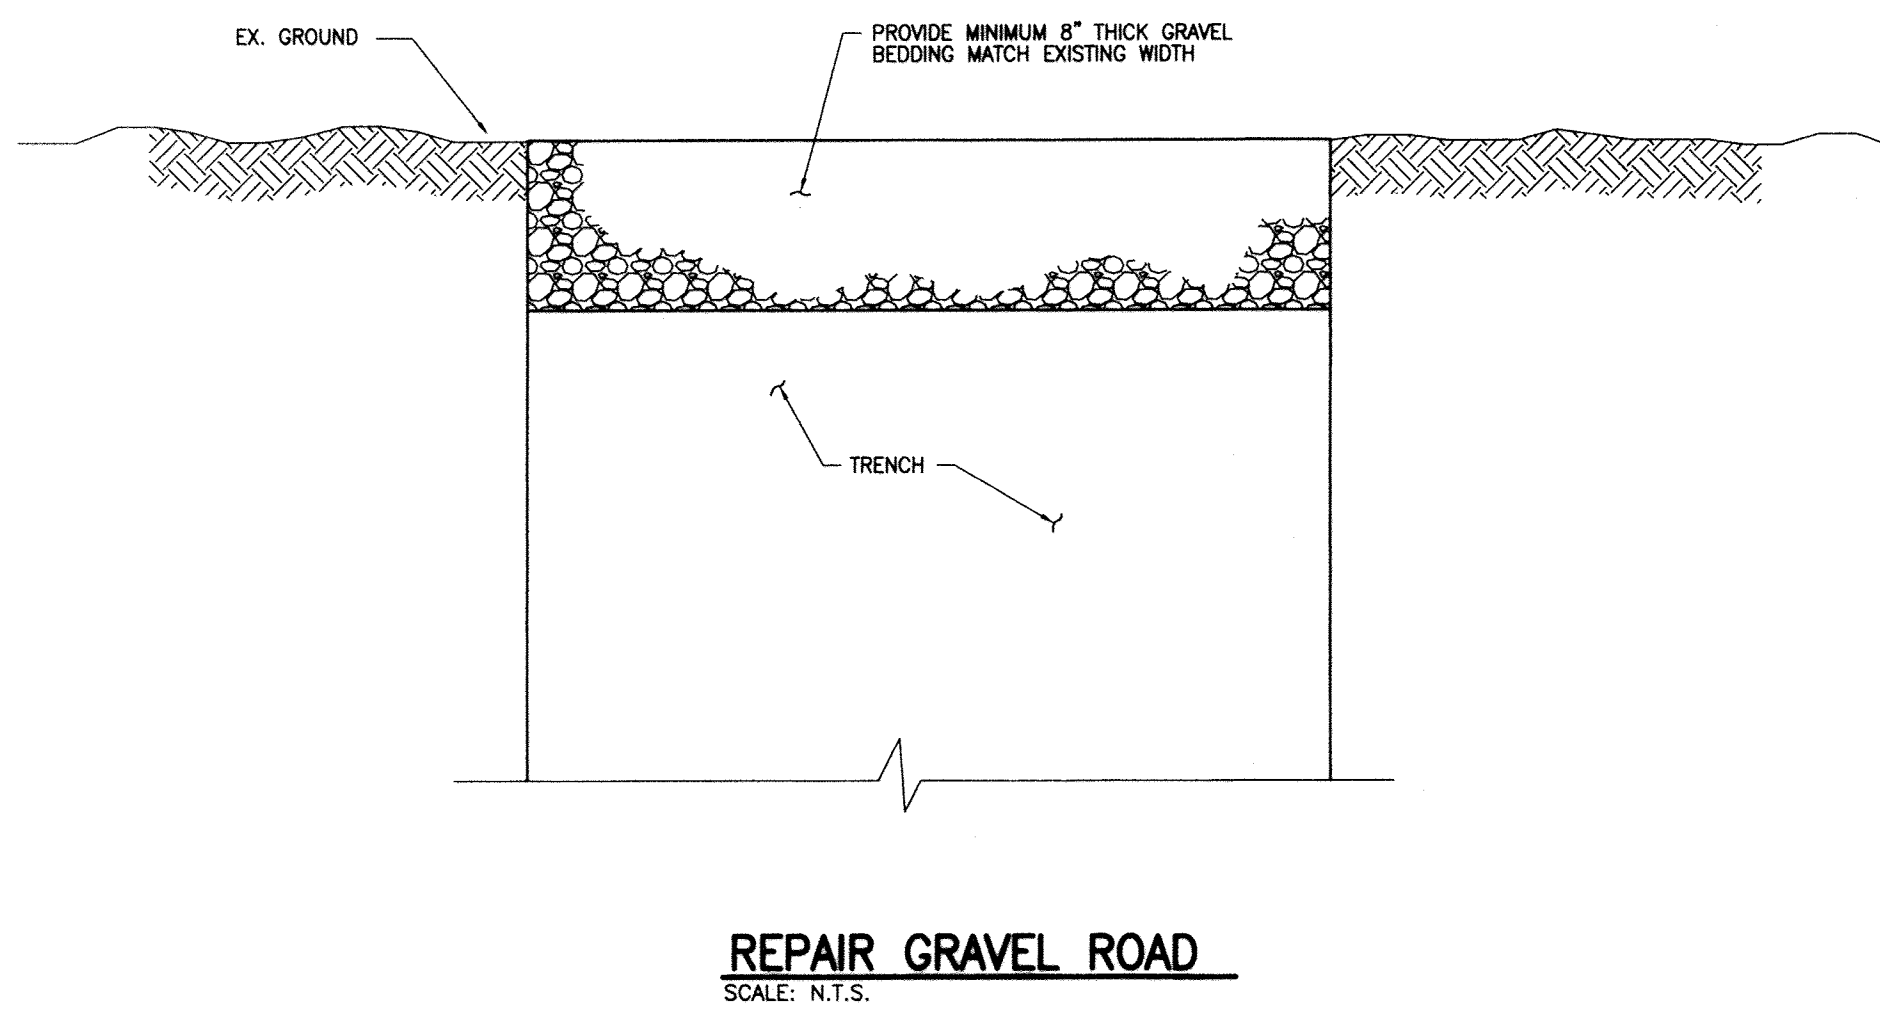 EX. GROUND
PROVIDE MINIMUM 8" THICK GRAVEL
BEDDING MATCH EXISTING WIDTH
TRENCH
REPAIR GRAVEL ROAD
SCALE: N.T.S.